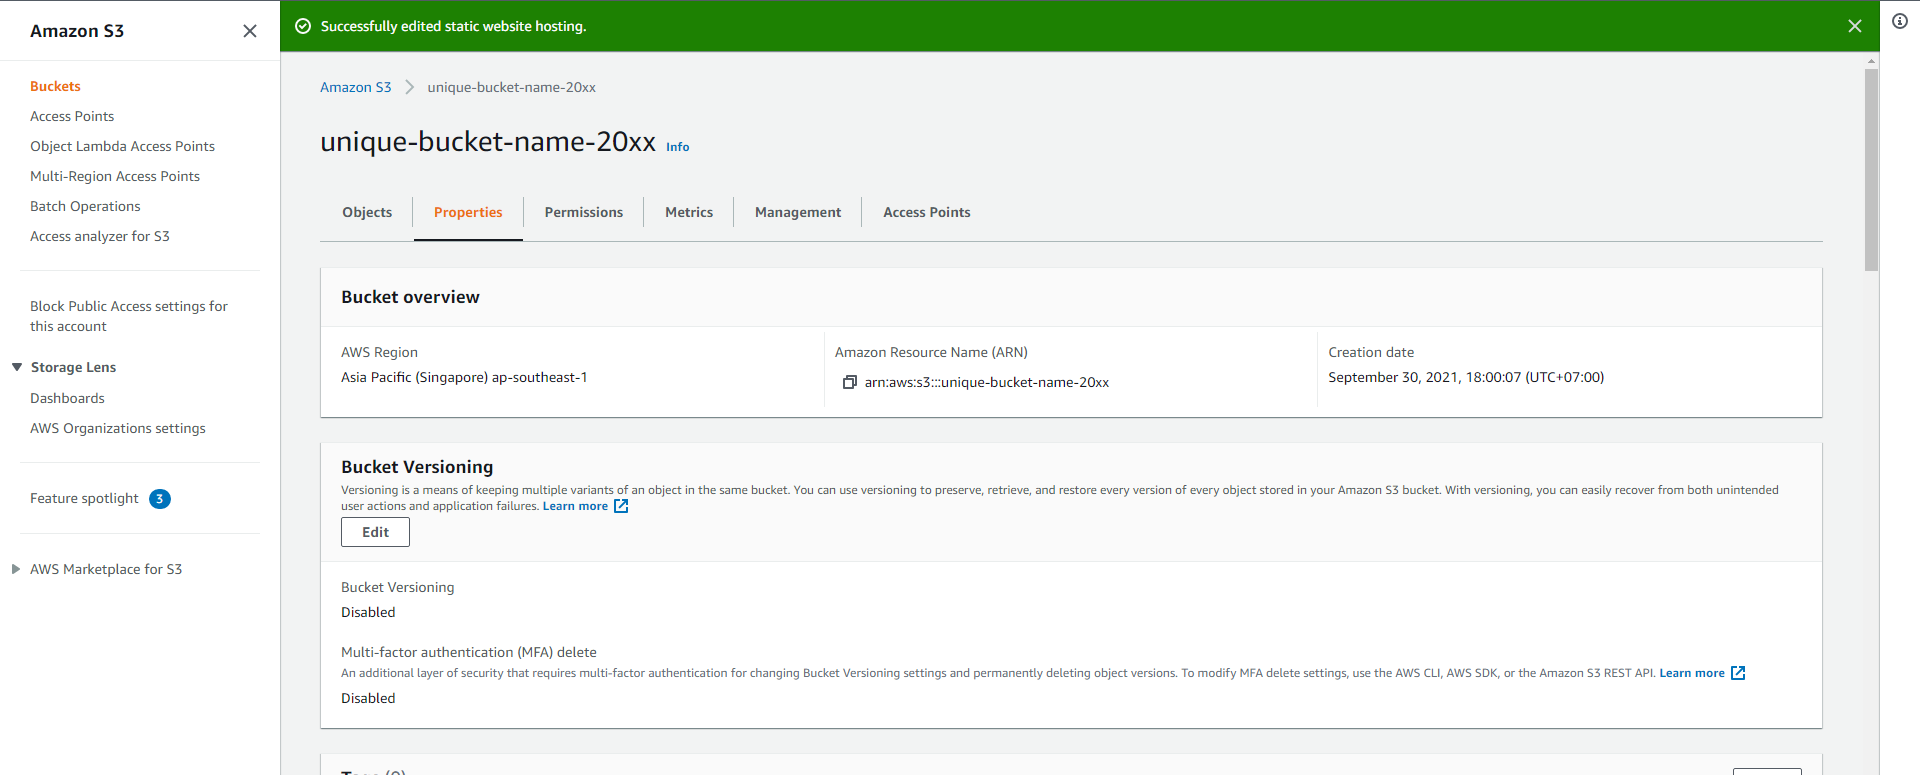 Amazon S3
Buckets
Access Points
Object Lambda Access Points
Multi-Region Access Points
Batch Operations
Access analyzer for S3
Block Public Access settings for
this account
Storage Lens
Dashboards
AWS Organizations settings
Feature spotlight 3
AWS Marketplace for S3
Successfully edited static website hosting.
Amazon S3 unique-bucket-name-20xx
unique-bucket-name-20xx Info
Objects Properties Permissions Metrics Management Access Points
Bucket overview
AWS Region
Asia Pacific (Singapore) ap-southeast-1
Amazon Resource Name (ARN)
arn:aws:s3:::unique-bucket-name-20xx
Creation date
September 30, 2021, 18:00:07 (UTC+07:00)
Bucket Versioning
Versioning is a means of keeping multiple variants of an object in the same bucket. You can use versioning to preserve, retrieve, and restore every version of every object stored in your Amazon S3 bucket. With versioning, you can easily recover from both unintended
user actions and application failures. Learn more
Edit
Bucket Versioning
Disabled
Multi-factor authentication (MFA) delete
An additional layer of security that requires multi-factor authentication for changing Bucket Versioning settings and permanently deleting object versions. To modify MFA delete settings, use the AWS CLI, AWS SDK, or the Amazon S3 REST API. Learn more
Disabled